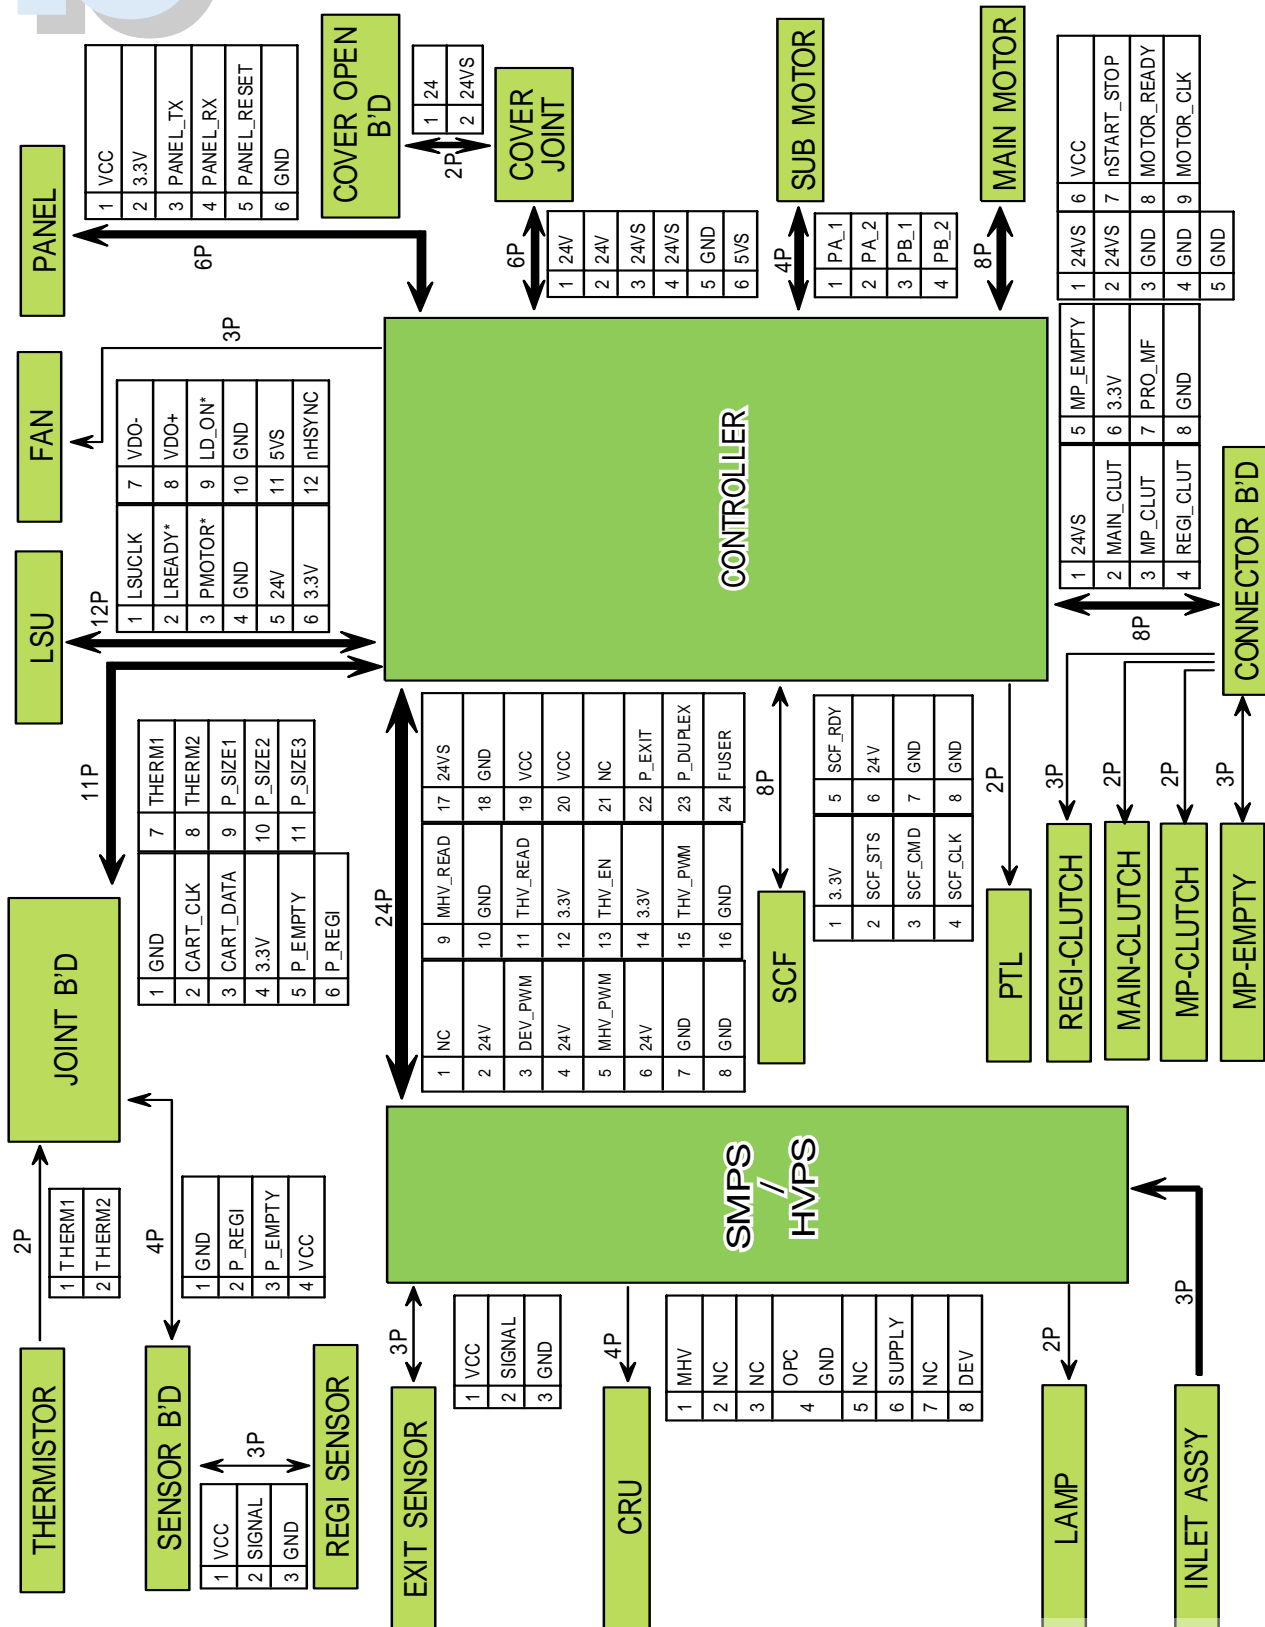 THERMISTOR
2P
1 THERM1
2 THERM2
JOINT B'D
SENSOR B'D
4P
1 GND
2 P_REGI
3 P_EMPTY
4 VCC
3P
1 VCC
2 SIGNAL
3 GND
REGI SENSOR
11P
1 GND 7 THERM1
2 CART_CLK 8 THERM2
3 CART_DATA 9 P_SIZE1
4 3.3V 10 P_SIZE2
5 P_EMPTY 11 P_SIZE3
6 P_REGI
LSU
12P
1 LSUCLK 7 VDO-
2 LREADY* 8 VDO+
3 PMOTOR* 9 LD_ON*
4 GND 10 GND
5 24V 11 5VS
6 3.3V 12 nHSYNC
FAN
3P
PANEL
6P
1 VCC
2 3.3V
3 PANEL_TX
4 PANEL_RX
5 PANEL_RESET
6 GND
COVER OPEN
B'D
2P
1 24
2 24VS
COVER
JOINT
6P
1 24V
2 24V
3 24VS
4 24VS
5 GND
6 5VS
SUB MOTOR
4P
1 PA_1
2 PA_2
3 PB_1
4 PB_2
MAIN MOTOR
8P
1 24VS 6 VCC
2 24VS 7 nSTART_STOP
3 GND 8 MOTOR_READY
4 GND 9 MOTOR_CLK
5 GND
CONTROLLER
24P
1 NC 9 MHV_READ 17 24VS
2 24V 10 GND 18 GND
3 DEV_PWM 11 THV_READ 19 VCC
4 24V 12 3.3V 20 VCC
5 MHV_PWM 13 THV_EN 21 NC
6 24V 14 3.3V 22 P_EXIT
7 GND 15 THV_PWM 23 P_DUPLEX
8 GND 16 GND 24 FUSER
SMPS
/
HVPS
EXIT SENSOR
3P
1 VCC
2 SIGNAL
3 GND
CRU
4P
1 MHV
2 NC
3 NC
4 OPC GND
5 NC
6 SUPPLY
7 NC
8 DEV
LAMP
2P
INLET ASS'Y
3P
SCF
8P
1 3.3V 5 SCF_RDY
2 SCF_STS 6 24V
3 SCF_CMD 7 GND
4 SCF_CLK 8 GND
PTL
2P
REGI-CLUTCH
3P
MAIN-CLUTCH
2P
MP-CLUTCH
2P
MP-EMPTY
3P
CONNECTOR B'D
8P
1 24VS 5 MP_EMPTY
2 MAIN_CLUT 6 3.3V
3 MP_CLUT 7 PRO_MF
4 REGI_CLUT 8 GND